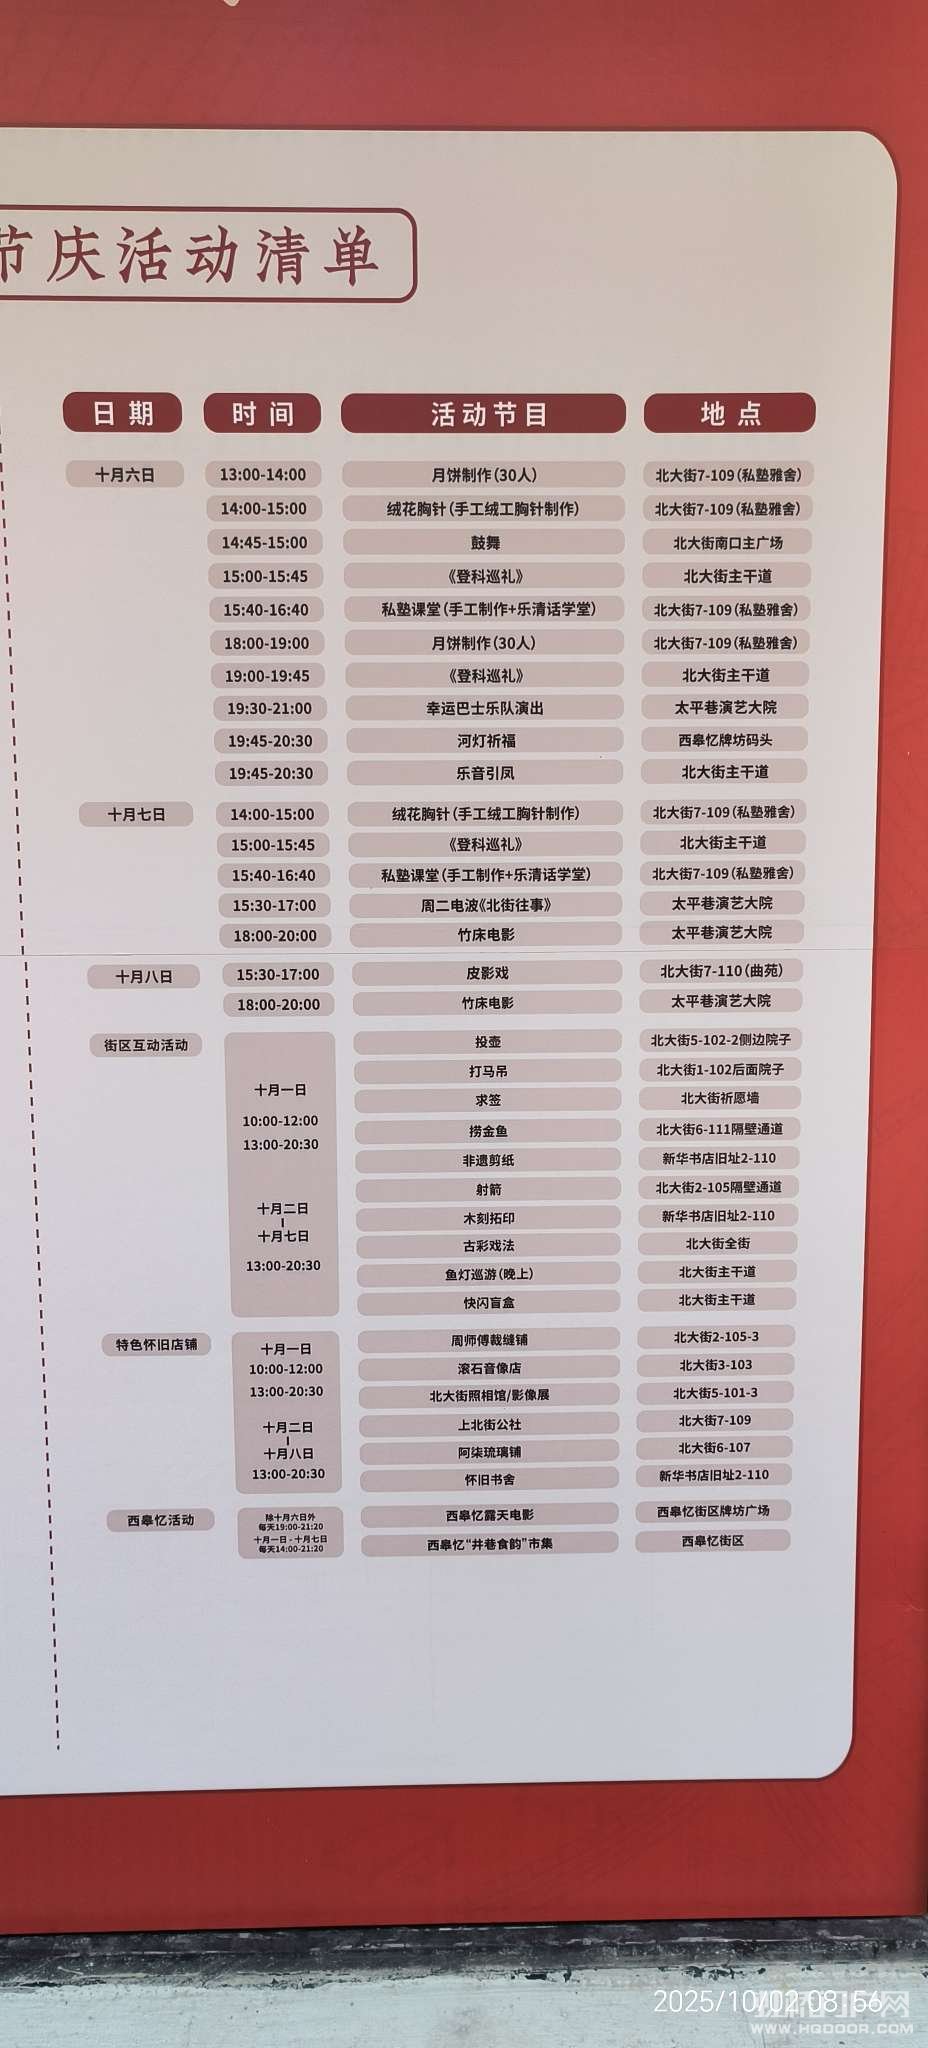 节庆活动清单
日期 时间 活动节目 地点
十月六日 13:00-14:00 月饼制作(30人) 北大街7-109(私塾雅舍)
14:00-15:00 绒花胸针(手工绒工胸针制作) 北大街7-109(私塾雅舍)
14:45-15:00 鼓舞 北大街南口主广场
15:00-15:45 《登科巡礼》 北大街主干道
15:40-16:40 私塾课堂(手工制作+乐清话学堂) 北大街7-109(私塾雅舍)
18:00-19:00 月饼制作(30人) 北大街7-109(私塾雅舍)
19:00-19:45 《登科巡礼》 北大街主干道
19:30-21:00 幸运巴士乐队演出 太平巷演艺大院
19:45-20:30 河灯祈福 西皋忆牌坊码头
19:45-20:30 乐音引凤 北大街主干道
十月七日 14:00-15:00 绒花胸针(手工绒工胸针制作) 北大街7-109(私塾雅舍)
15:00-15:45 《登科巡礼》 北大街主干道
15:40-16:40 私塾课堂(手工制作+乐清话学堂) 北大街7-109(私塾雅舍)
15:30-17:00 周二电波《北街往事》 太平巷演艺大院
18:00-20:00 竹床电影 太平巷演艺大院
十月八日 15:30-17:00 皮影戏 北大街7-110(曲苑)
18:00-20:00 竹床电影 太平巷演艺大院
街区互动活动 投壶 北大街5-102-2侧边院子
打马吊 北大街1-102后面院子
十月一日 求签 北大街祈愿墙
10:00-12:00 捞金鱼 北大街6-111隔壁通道
13:00-20:30 非遗剪纸 新华书店旧址2-110
射箭 北大街2-105隔壁通道
十月二日 木刻拓印 新华书店旧址2-110
十月七日 古彩戏法 北大街全街
13:00-20:30 鱼灯巡游(晚上) 北大街主干道
快闪盲盒 北大街主干道
特色怀旧店铺 十月一日 周师傅裁缝铺 北大街2-105-3
10:00-12:00 滚石音像店 北大街3-103
13:00-20:30 北大街照相馆/影像展 北大街5-101-3
十月二日 上北街公社 北大街7-109
十月八日 阿柒琉璃铺 北大街6-107
13:00-20:30 怀旧书舍 新华书店旧址2-110
西皋忆活动 除十月六日外 西皋忆露天电影 西皋忆街区牌坊广场
每天19:00-21:20
十月一日-十月七日 西皋忆“井巷食韵”市集 西皋忆街区
每天14:00-21:20
2025/10/02 08:56
WWW.HGDOOR.COM